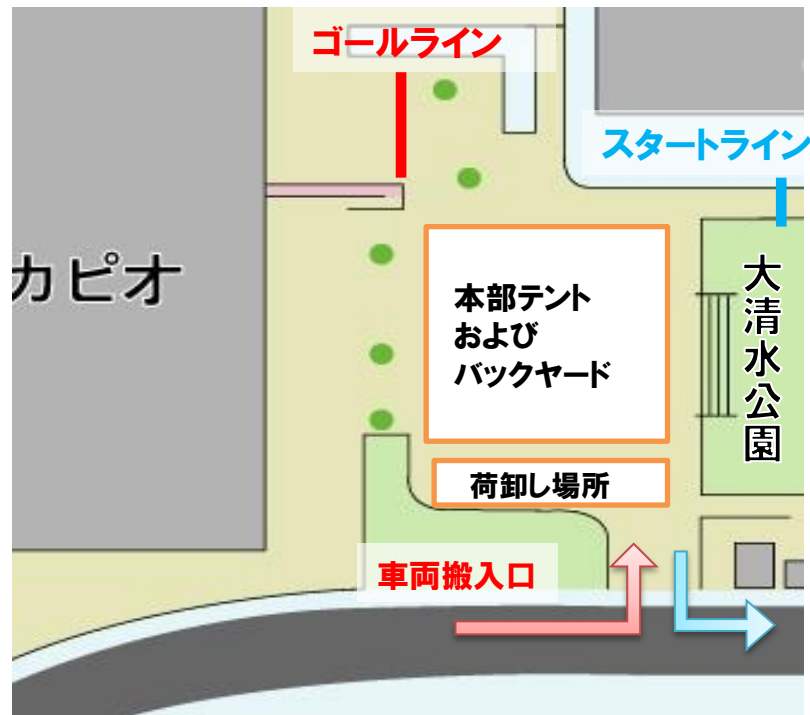 ゴールライン
スタートライン
カピオ
本部テント
および
バックヤード
大清水公園
荷卸し場所
車両搬入口